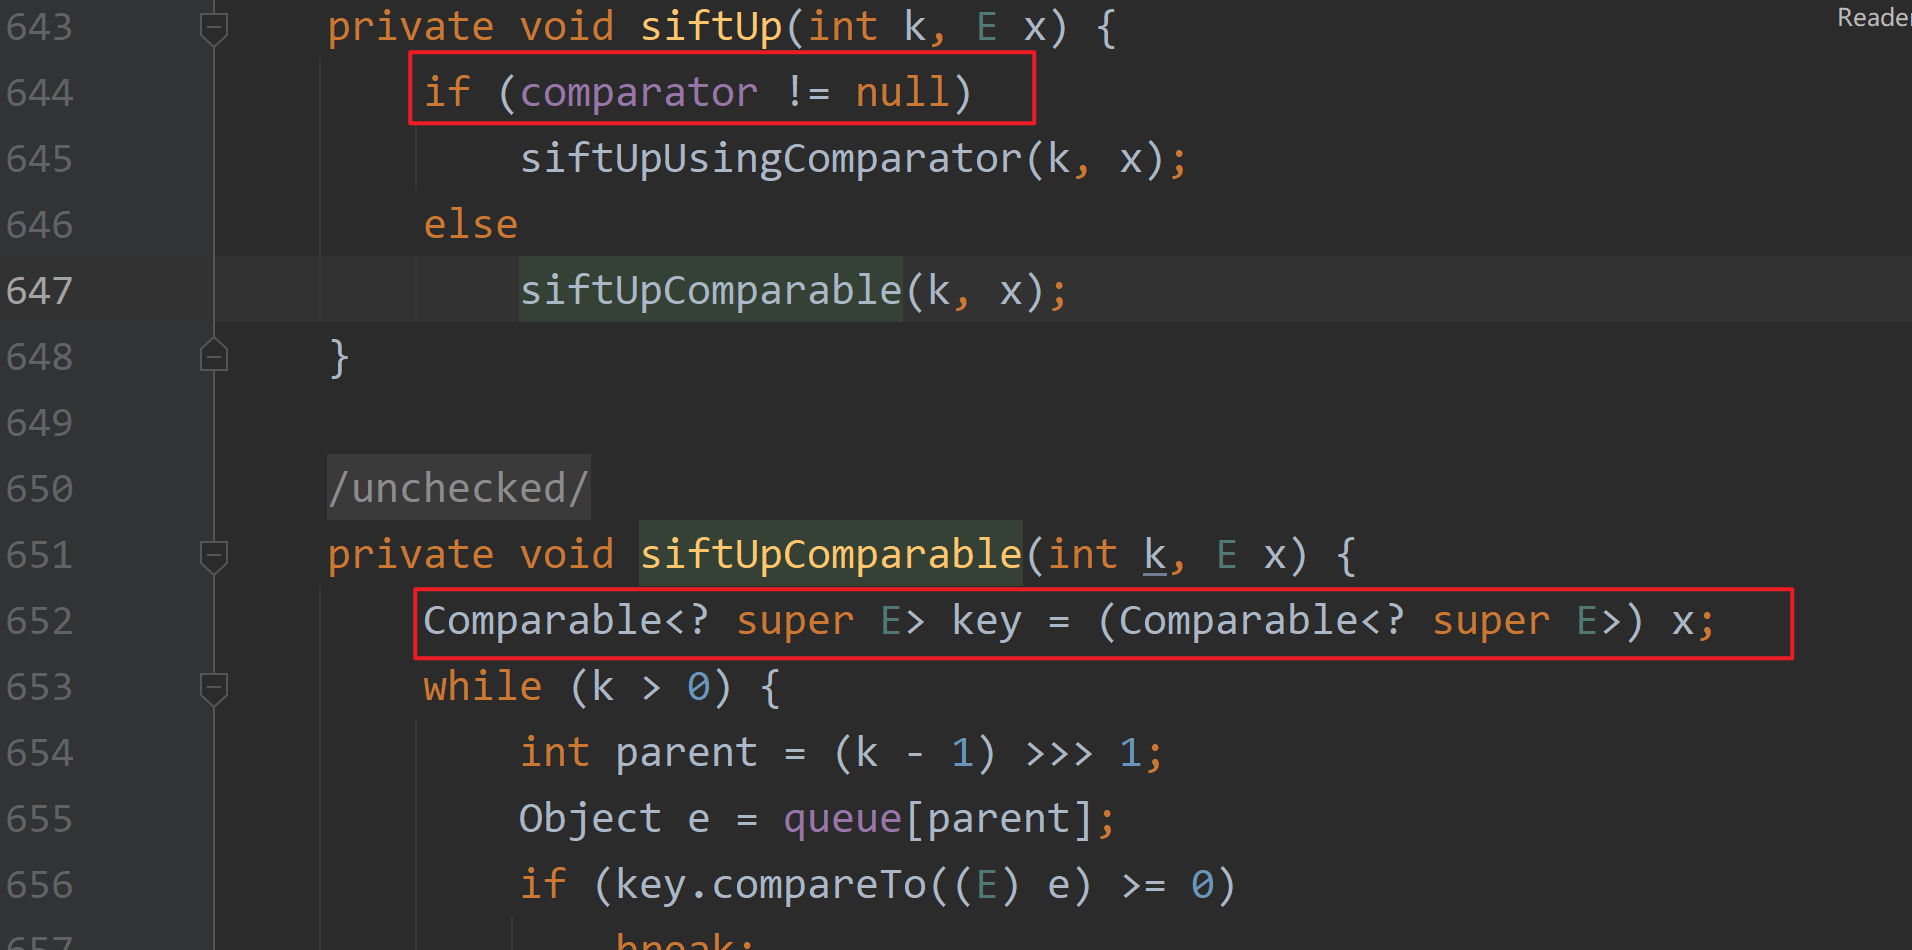 Reader
643 private void siftUp(int k, E x) {
644 if (comparator != null)
645 siftUpUsingComparator(k, x);
646 else
647 siftUpComparable(k, x);
648 }
649
650 /unchecked/
651 private void siftUpComparable(int k, E x) {
652 Comparable<? super E> key = (Comparable<? super E>) x;
653 while (k > 0) {
654 int parent = (k - 1) >>> 1;
655 Object e = queue[parent];
656 if (key.compareTo((E) e) >= 0)
657 break;